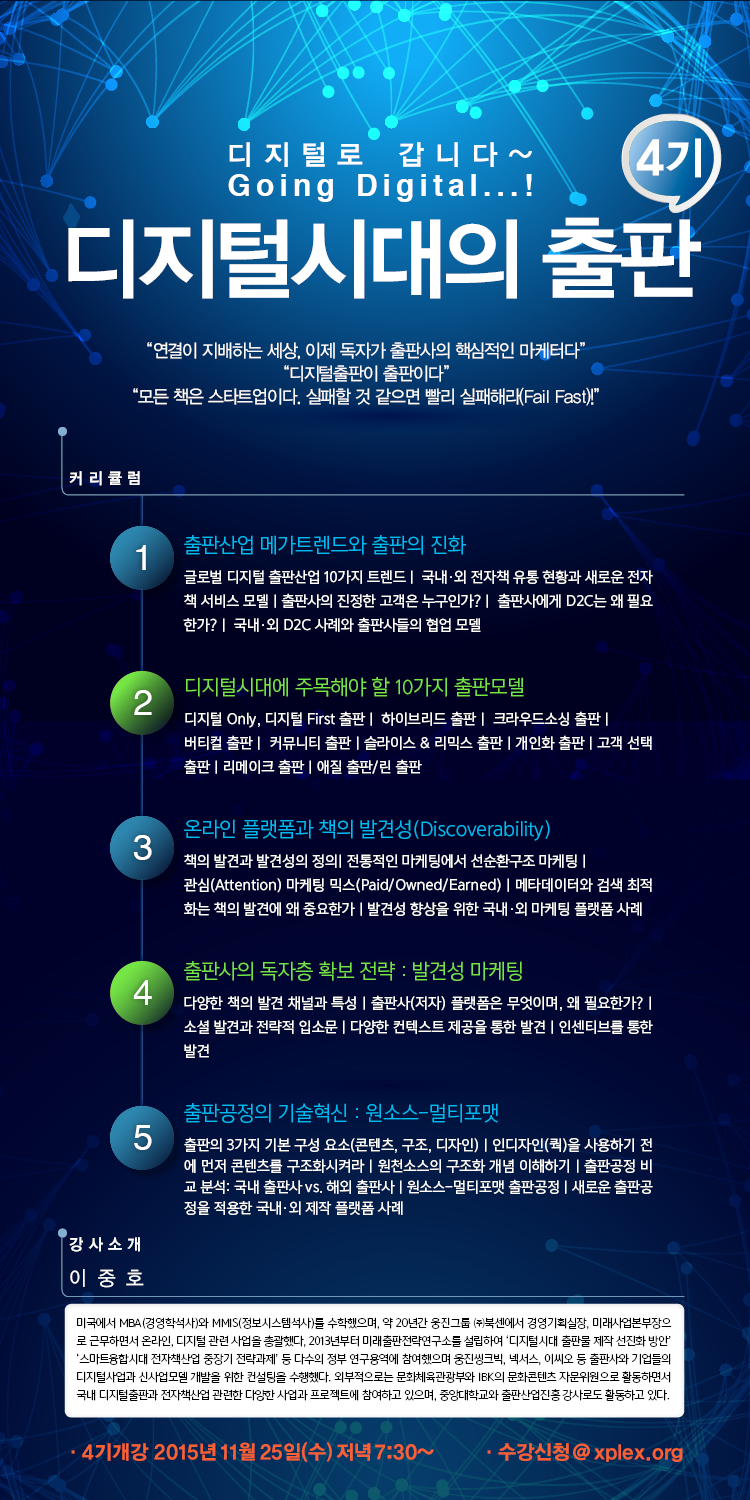 디지털로 갑니다~
Going Digital...!
4기
디지털시대의 출판
“연결이 지배하는 세상, 이제 독자가 출판사의 핵심적인 마케터다”
“디지털출판이 출판이다”
“모든 책은 스타트업이다. 실패할 것 같으면 빨리 실패해라(Fail Fast)!”
커리큘럼
1
출판산업 메가트렌드와 출판의 진화
글로벌 디지털 출판산업 10가지 트렌드 | 국내·외 전자책 유통 현황과 새로운 전자
책 서비스 모델 | 출판사의 진정한 고객은 누구인가? | 출판사에게 D2C는 왜 필요
한가? | 국내·외 D2C 사례와 출판사들의 협업 모델
2
디지털시대에 주목해야 할 10가지 출판모델
디지털 Only, 디지털 First 출판 | 하이브리드 출판 | 크라우드소싱 출판 |
버티컬 출판 | 커뮤니티 출판 | 슬라이스 & 리믹스 출판 | 개인화 출판 | 고객 선택
출판 | 리메이크 출판 | 애질 출판/린 출판
3
온라인 플랫폼과 책의 발견성(Discoverability)
책의 발견과 발견성의 정의| 전통적인 마케팅에서 선순환구조 마케팅 |
관심(Attention) 마케팅 믹스(Paid/Owned/Earned) | 메타데이터와 검색 최적
화는 책의 발견에 왜 중요한가 | 발견성 향상을 위한 국내·외 마케팅 플랫폼 사례
4
출판사의 독자층 확보 전략 : 발견성 마케팅
다양한 책의 발견 채널과 특성 | 출판사(저자) 플랫폼은 무엇이며, 왜 필요한가? |
소셜 발견과 전략적 입소문 | 다양한 컨텍스트 제공을 통한 발견 | 인센티브를 통한
발견
5
출판공정의 기술혁신 : 원소스-멀티포맷
출판의 3가지 기본 구성 요소(콘텐츠, 구조, 디자인) | 인디자인(쿽)을 사용하기 전
에 먼저 콘텐츠를 구조화시켜라 | 원천소스의 구조화 개념 이해하기 | 출판공정 비
교 분석: 국내 출판사 vs. 해외 출판사 | 원소스-멀티포맷 출판공정 | 새로운 출판공
정을 적용한 국내·외 제작 플랫폼 사례
강사소개
이중호
미국에서 MBA(경영학석사)와 MMIS(정보시스템석사)를 수학했으며, 약 20년간 웅진그룹 ㈜북센에서 경영기획실장, 미래사업본부장으
로 근무하면서 온라인, 디지털 관련 사업을 총괄했다. 2013년부터 미래출판전략연구소를 설립하여 ‘디지털시대 출판물 제작 선진화 방안’
‘스마트융합시대 전자책산업 중장기 전략과제’ 등 다수의 정부 연구용역에 참여했으며 웅진씽크빅, 넥서스, 이씨오 등 출판사와 기업들의
디지털사업과 신사업모델 개발을 위한 컨설팅을 수행했다. 외부적으로는 문화체육관광부와 IBK의 문화콘텐츠 자문위원으로 활동하면서
국내 디지털출판과 전자책산업 관련한 다양한 사업과 프로젝트에 참여하고 있으며, 중앙대학교와 출판산업진흥 강사로도 활동하고 있다.
· 4기개강 2015년 11월 25일(수) 저녁 7:30~ · 수강신청 @ xplex.org